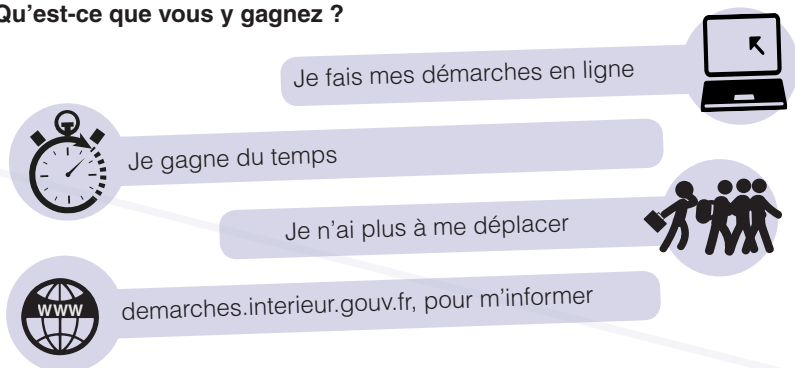 Qu’est-ce que vous y gagnez ?
Je fais mes démarches en ligne
Je gagne du temps
Je n’ai plus à me déplacer
www
demarches.interieur.gouv.fr, pour m’informer